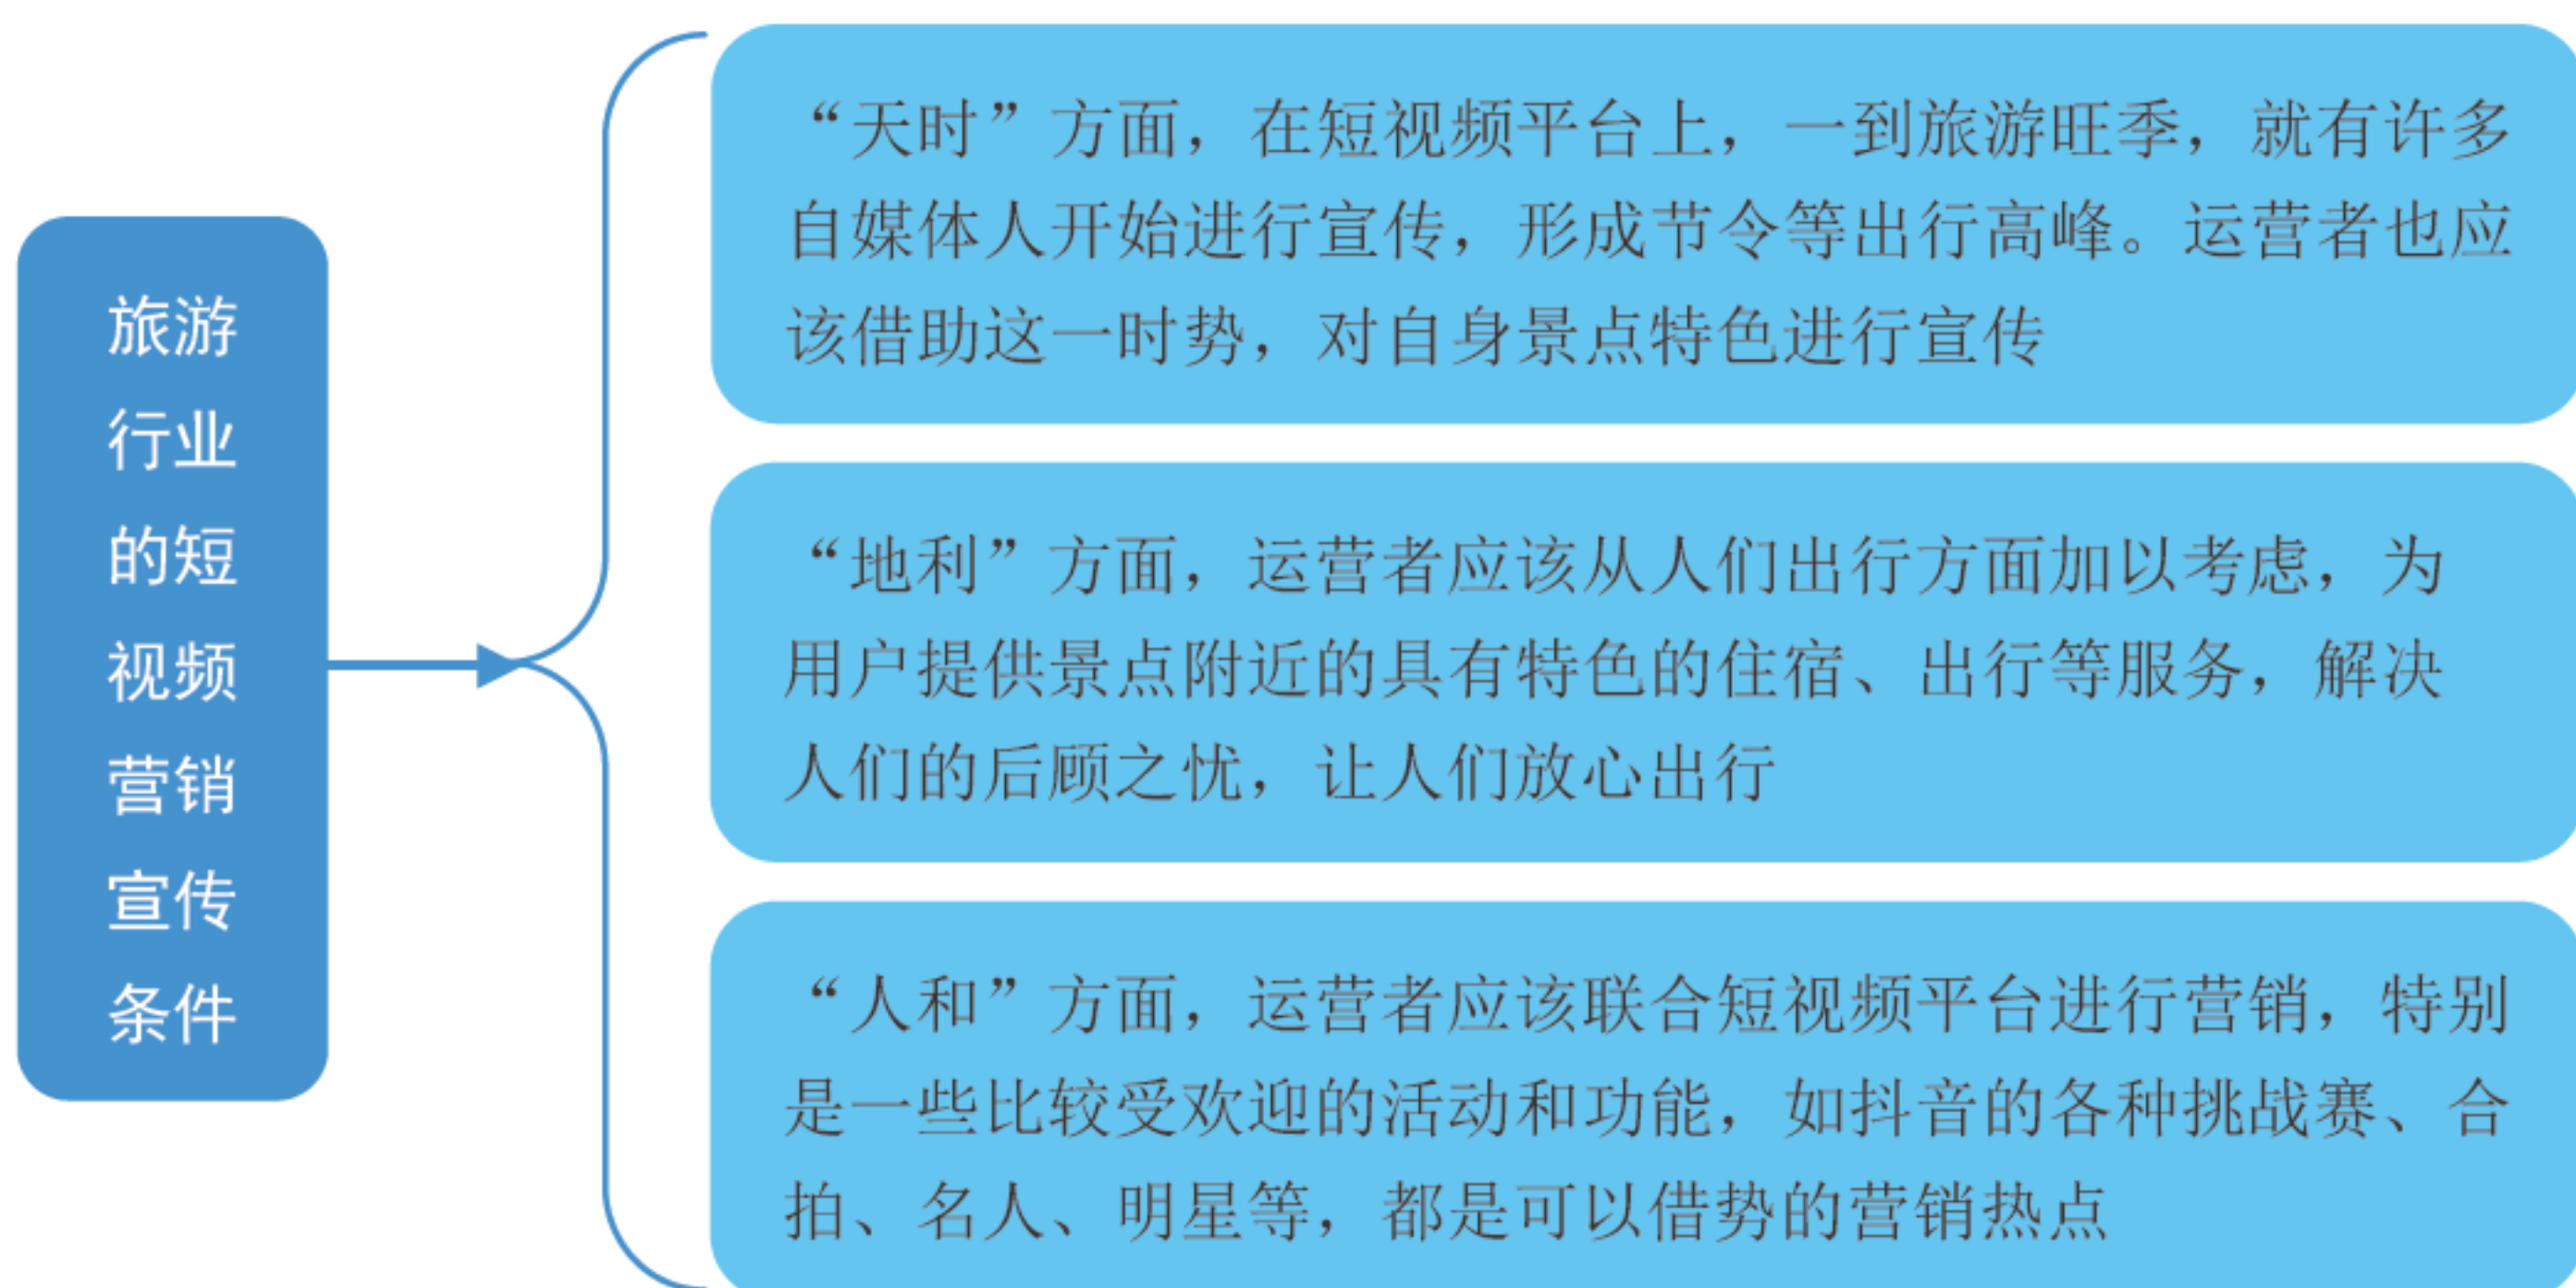 旅游
行业
的短
视频
营销
宣传
条件
“天时”方面，在短视频平台上，一到旅游旺季，就有许多
自媒体人开始进行宣传，形成节令等出行高峰。运营者也应
该借助这一时势，对自身景点特色进行宣传
“地利”方面，运营者应该从人们出行方面加以考虑，为
用户提供景点附近的具有特色的住宿、出行等服务，解决
人们的后顾之忧，让人们放心出行
“人和”方面，运营者应该联合短视频平台进行营销，特别
是一些比较受欢迎的活动和功能，如抖音的各种挑战赛、合
拍、名人、明星等，都是可以借势的营销热点